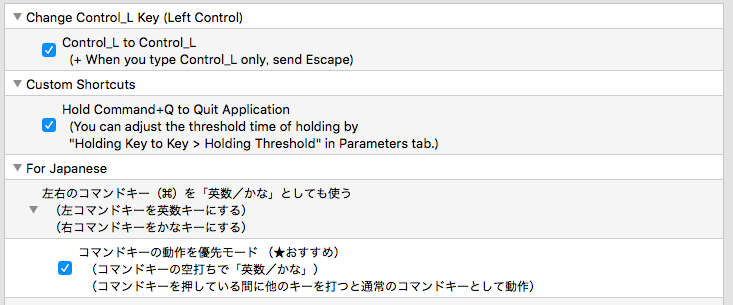 Change Control_L Key (Left Control)
Control_L to Control_L
(+ When you type Control_L only, send Escape)
Custom Shortcuts
Hold Command+Q to Quit Application
(You can adjust the threshold time of holding by
"Holding Key to Key > Holding Threshold" in Parameters tab.)
For Japanese
左右のコマンドキー（⌘）を「英数／かな」としても使う
（左コマンドキーを英数キーにする）
（右コマンドキーをかなキーにする）
コマンドキーの動作を優先モード （★おすすめ）
（コマンドキーの空打ちで「英数／かな」）
（コマンドキーを押している間に他のキーを打つと通常のコマンドキーとして動作）